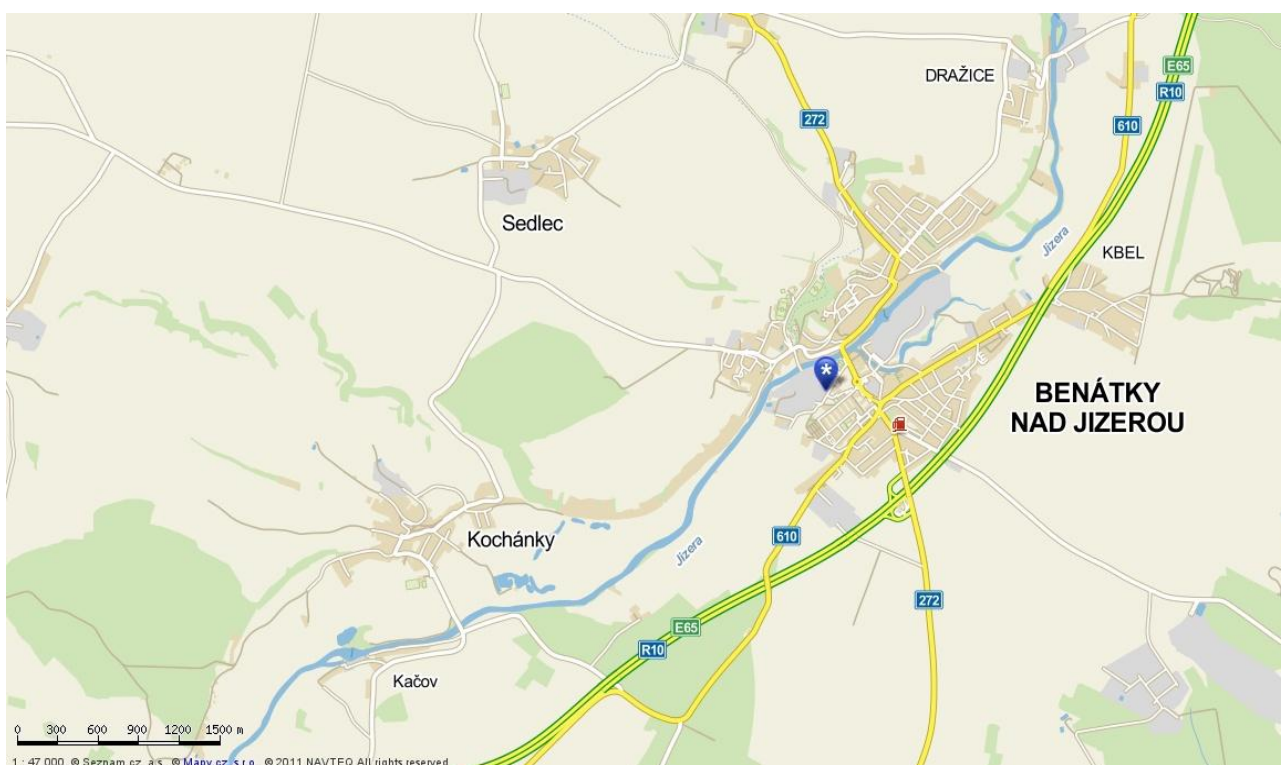 E65
DRAŽICE
R10
272
610
Sedlec
Jizera
KBEL
*
BENÁTKY
NAD JIZEROU
Kochánky
610
Jizera
272
E65
R10
Kačov
0 300 600 900 1200 1500 m
1 : 47 000 © Seznam.cz, a.s., © Mapy.cz, s.r.o., © 2011 NAVTEQ All rights reserved